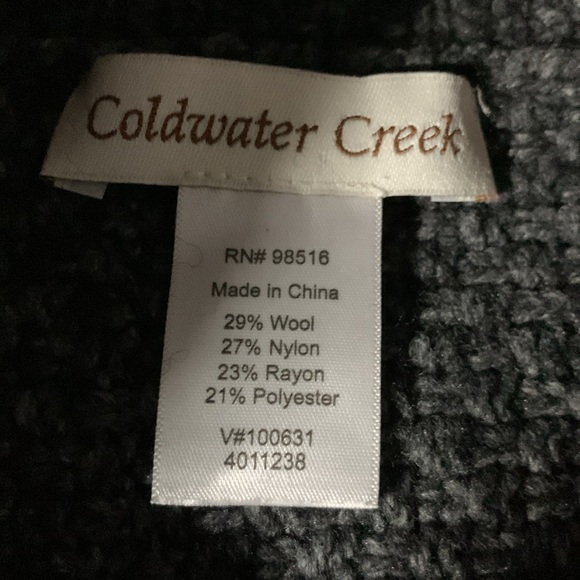 Coldwater Creek
RN# 98516
Made in China
29% Wool
27% Nylon
23% Rayon
21% Polyester
V#100631
4011238